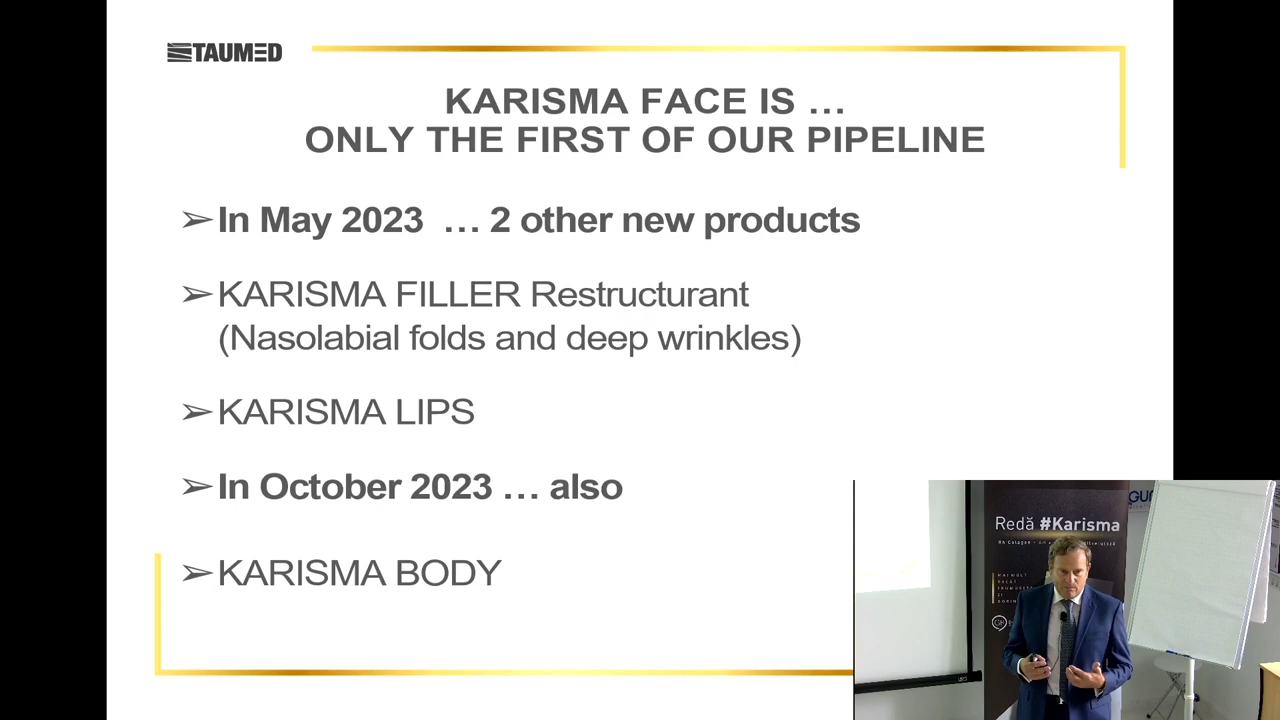 TAUMED
KARISMA FACE IS …
ONLY THE FIRST OF OUR PIPELINE
➢In May 2023 … 2 other new products
➢KARISMA FILLER Restructurant
(Nasolabial folds and deep wrinkles)
➢KARISMA LIPS
➢In October 2023 … also
➢KARISMA BODY
Redă #Karisma